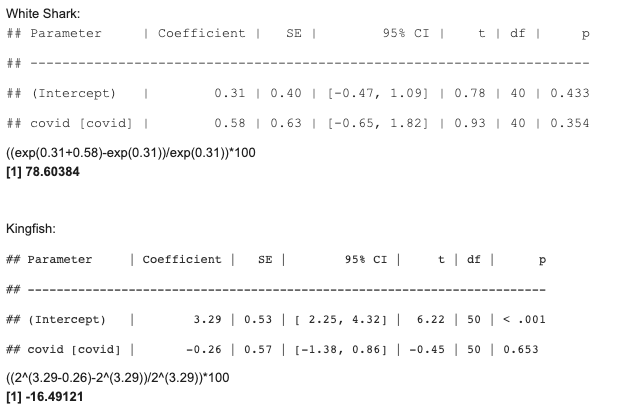 White Shark:
## Parameter | Coefficient | SE | 95% CI | t | df | p
## -----------------------------------------------------------------------
## (Intercept) | 0.31 | 0.40 | [-0.47, 1.09] | 0.78 | 40 | 0.433
## covid [covid] | 0.58 | 0.63 | [-0.65, 1.82] | 0.93 | 40 | 0.354
((exp(0.31+0.58)-exp(0.31))/exp(0.31))*100
[1] 78.60384
Kingfish:
## Parameter | Coefficient | SE | 95% CI | t | df | p
## -----------------------------------------------------------------------
## (Intercept) | 3.29 | 0.53 | [ 2.25, 4.32] | 6.22 | 50 | < .001
## covid [covid] | -0.26 | 0.57 | [-1.38, 0.86] | -0.45 | 50 | 0.653
((2^(3.29-0.26)-2^(3.29))/2^(3.29))*100
[1] -16.49121